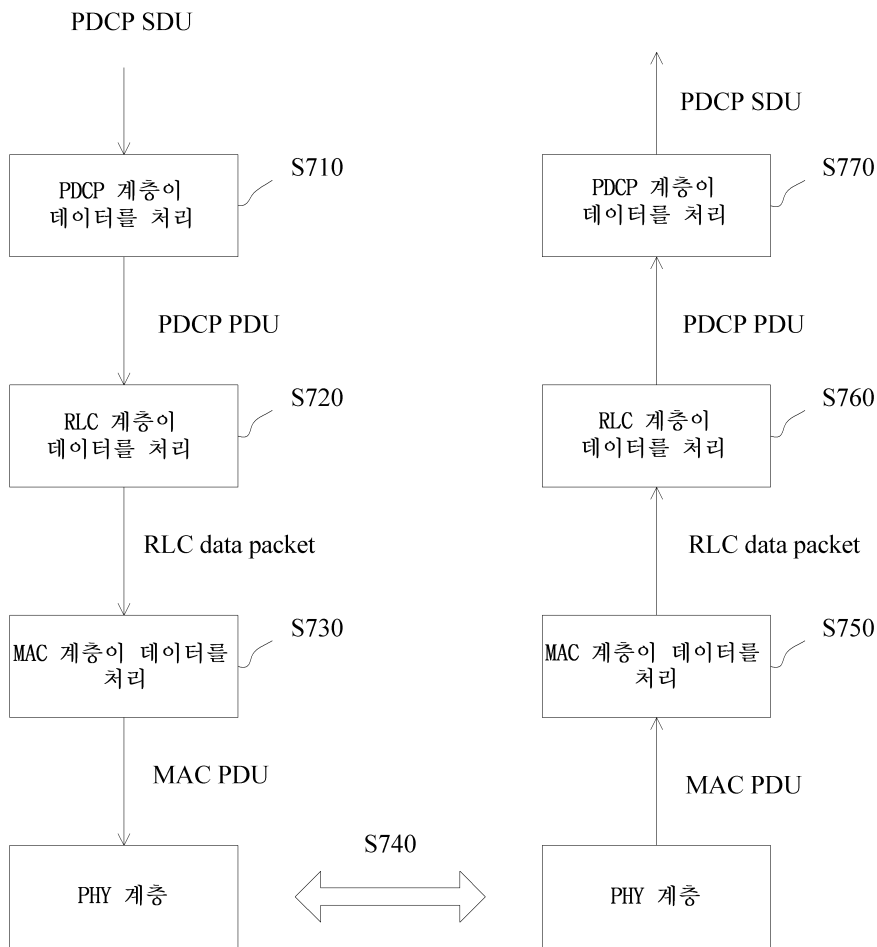 PDCP SDU
PDCP 계층이
데이터를 처리
S710
PDCP PDU
RLC 계층이
데이터를 처리
S720
RLC data packet
MAC 계층이 데이터를
처리
S730
MAC PDU
PHY 계층
S740
PDCP SDU
PDCP 계층이
데이터를 처리
S770
PDCP PDU
RLC 계층이
데이터를 처리
S760
RLC data packet
MAC 계층이 데이터를
처리
S750
MAC PDU
PHY 계층